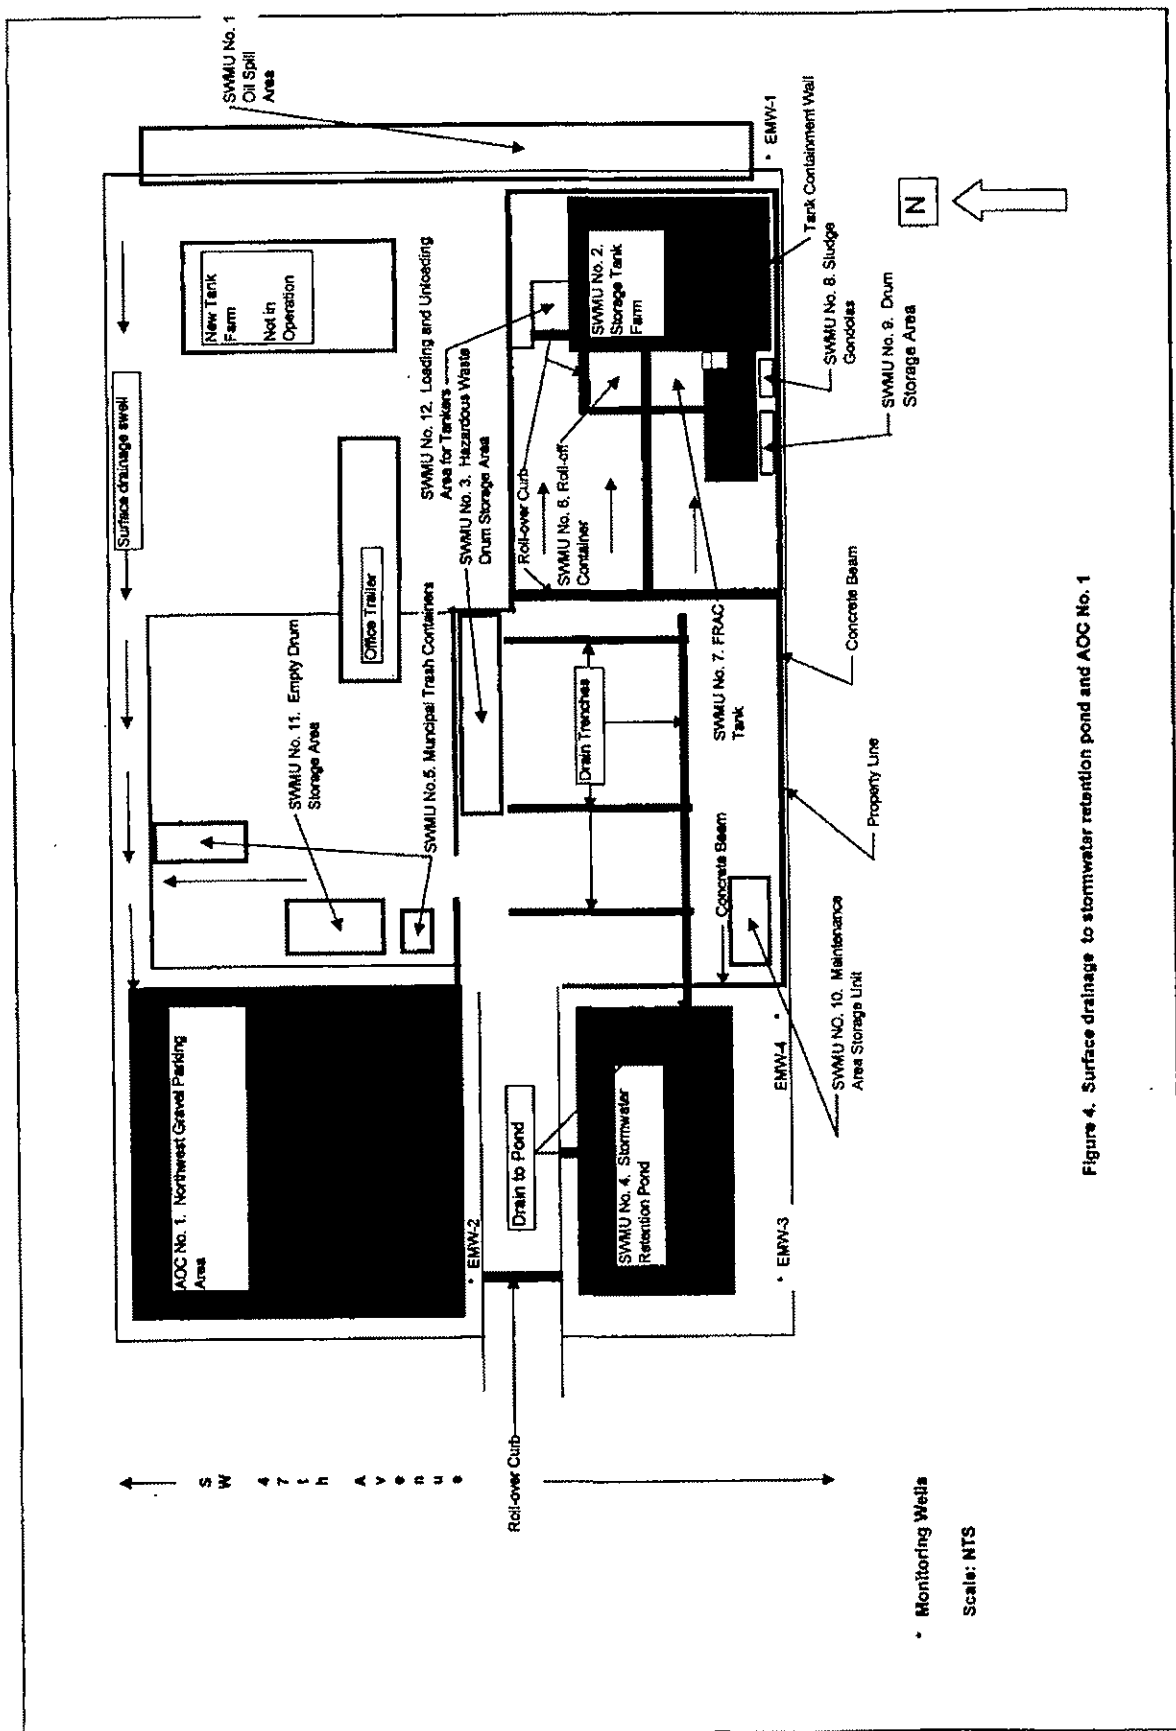 SWMU No. 1
Oil Spill
Area
Surface drainage swell
New Tank
Farm
Not in
Operation
Office Trailer
SWMU No. 11. Empty Drum
Storage Area
SWMU No.5. Muncipal Trash Containers
AOC No. 1. Northwest Gravel Parking
Area
SWMU No. 12. Loading and Unloading
Area for Tankers
SWMU No. 3. Hazardous Waste
Drum Storage Area
Roll-over Curb
SWMU No. 6. Roll-off
Container
SWMU No. 2.
Storage Tank
Farm
* EMW-1
Tank Containment Wall
SWMU No. 8. Sludge
Gondolas
SWMU No. 9. Drum
Storage Area
N
Drain Trenches
SWMU No. 7. FRAC
Tank
Concrete Beam
Concrete Beam
Property Line
* EMW-2
Drain to Pond
SWMU No. 4. Stormwater
Retention Pond
EMW-4 *
SWMU NO. 10. Maintenance
Area Storage Unit
* EMW-3
SW 47th Avenue
Roll-over Curb
* Monitoring Wells
Scale: NTS
Figure 4. Surface drainage to stormwater retention pond and AOC No. 1